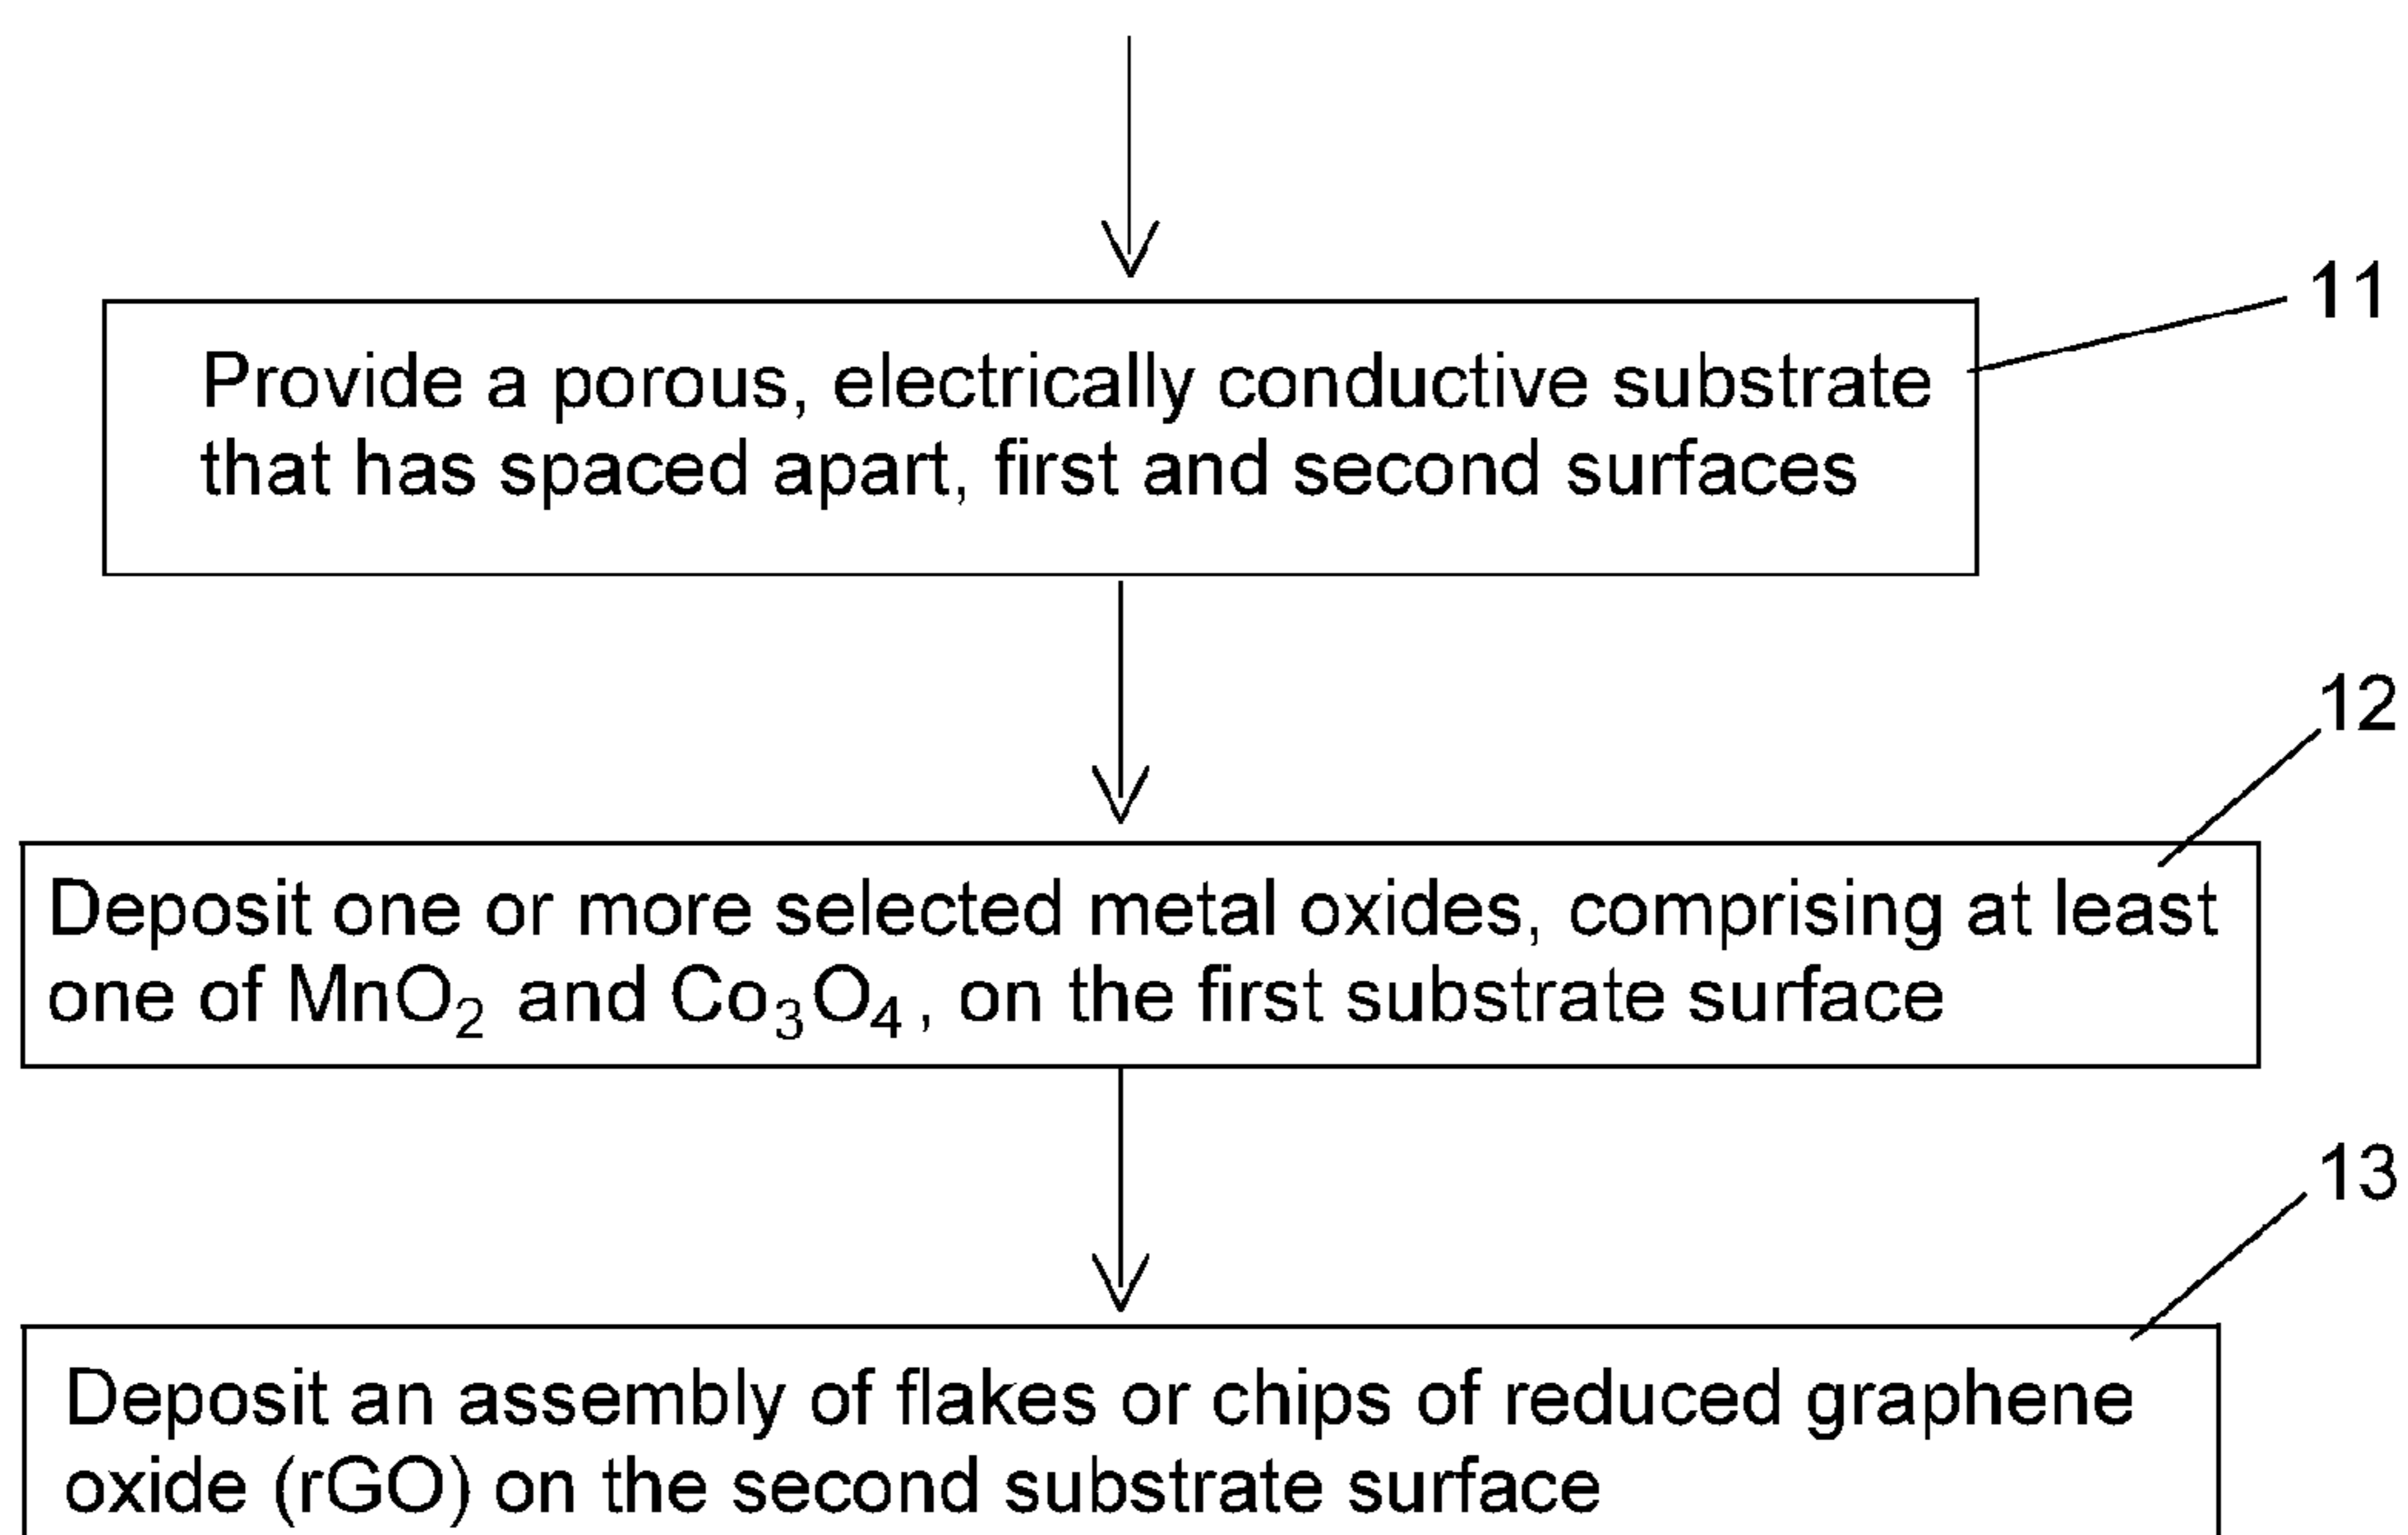 11
Provide a porous, electrically conductive substrate
that has spaced apart, first and second surfaces
12
Deposit one or more selected metal oxides, comprising at least
one of MnO₂ and Co₃O₄, on the first substrate surface
13
Deposit an assembly of flakes or chips of reduced graphene
oxide (rGO) on the second substrate surface